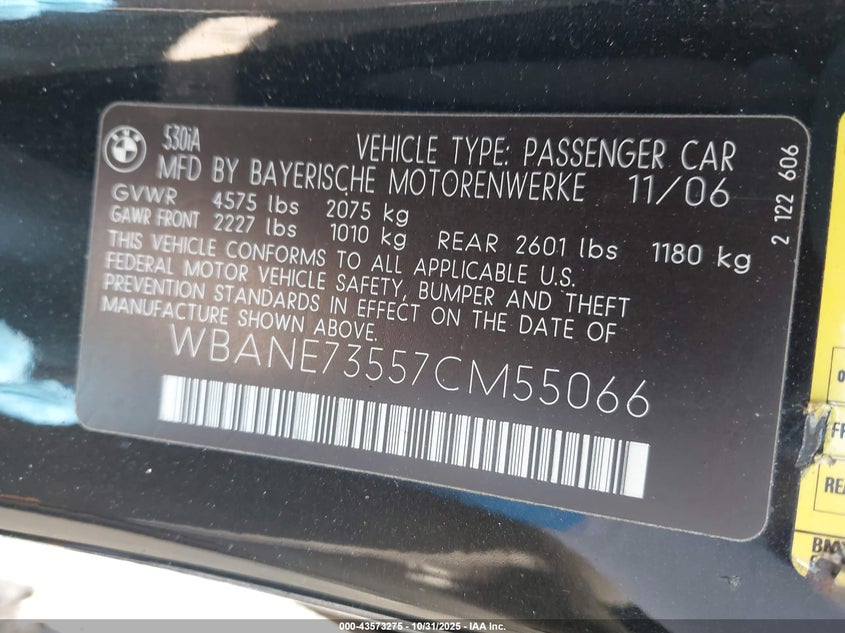 BMW
530iA
VEHICLE TYPE: PASSENGER CAR
MFD BY BAYERISCHE MOTORENWERKE 11/06
GVWR 4575 lbs 2075 kg
GAWR FRONT 2227 lbs 1010 kg REAR 2601 lbs 1180 kg
THIS VEHICLE CONFORMS TO ALL APPLICABLE U.S.
FEDERAL MOTOR VEHICLE SAFETY, BUMPER AND THEFT
PREVENTION STANDARDS IN EFFECT ON THE DATE OF
MANUFACTURE SHOWN ABOVE.
WBANE73557CM55066
2 122 606
000-43573275 - 10/31/2025 - IAA, Inc.